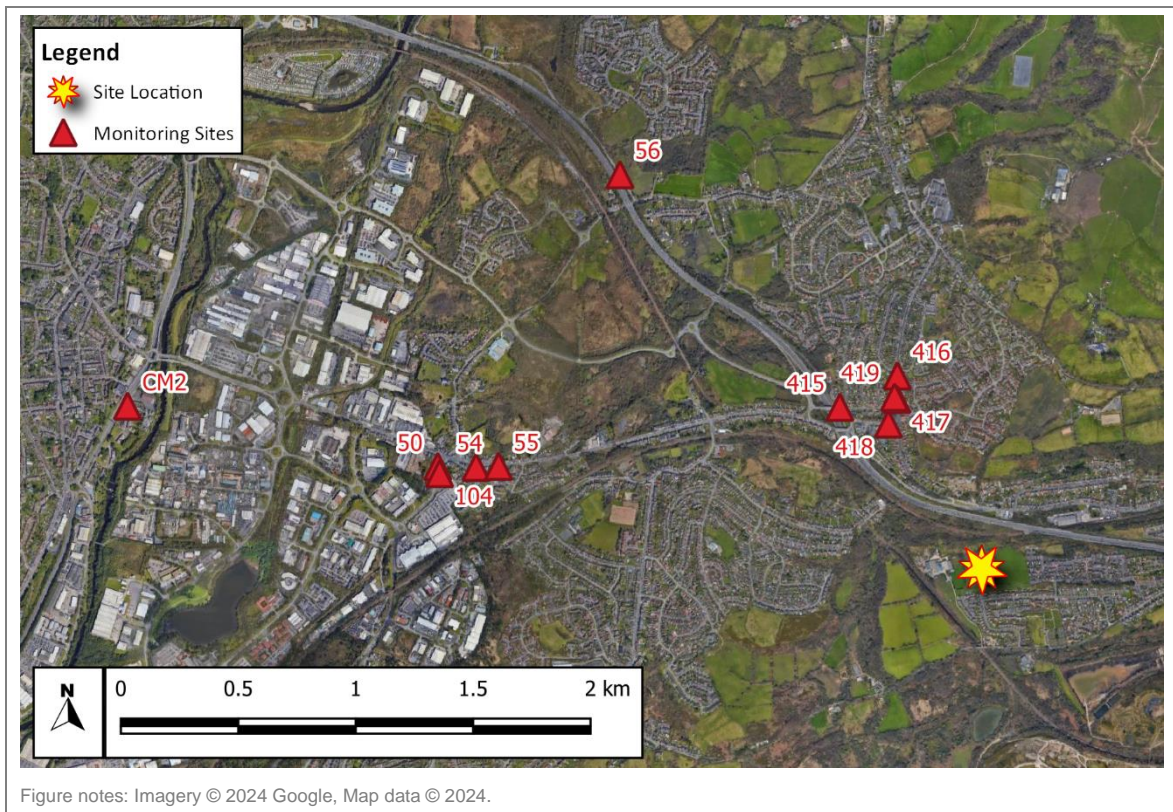 Legend
Site Location
Monitoring Sites
56
CM2
415
419
416
417
418
50
54
55
104
N
0 0.5 1 1.5 2 km
Figure notes: Imagery © 2024 Google, Map data © 2024.